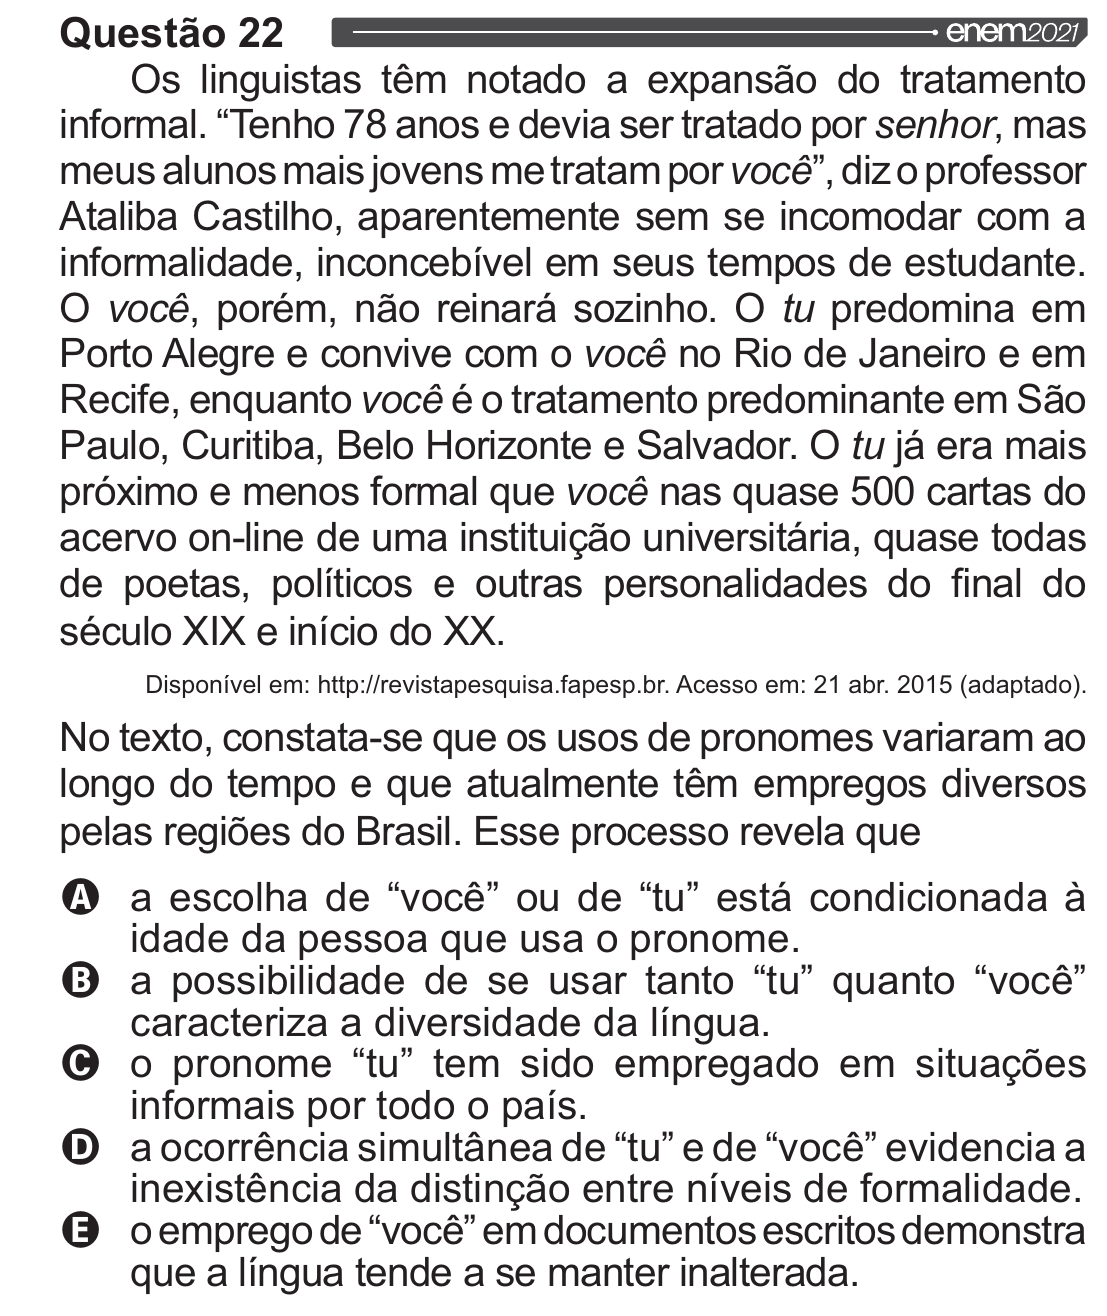 Questão 22
enem2021
Os linguistas têm notado a expansão do tratamento
informal. “Tenho 78 anos e devia ser tratado por senhor, mas
meus alunos mais jovens me tratam por você”, diz o professor
Ataliba Castilho, aparentemente sem se incomodar com a
informalidade, inconcebível em seus tempos de estudante.
O você, porém, não reinará sozinho. O tu predomina em
Porto Alegre e convive com o você no Rio de Janeiro e em
Recife, enquanto você é o tratamento predominante em São
Paulo, Curitiba, Belo Horizonte e Salvador. O tu já era mais
próximo e menos formal que você nas quase 500 cartas do
acervo on-line de uma instituição universitária, quase todas
de poetas, políticos e outras personalidades do final do
século XIX e início do XX.
Disponível em: http://revistapesquisa.fapesp.br. Acesso em: 21 abr. 2015 (adaptado).
No texto, constata-se que os usos de pronomes variaram ao
longo do tempo e que atualmente têm empregos diversos
pelas regiões do Brasil. Esse processo revela que
A a escolha de “você” ou de “tu” está condicionada à
idade da pessoa que usa o pronome.
B a possibilidade de se usar tanto “tu” quanto “você”
caracteriza a diversidade da língua.
C o pronome “tu” tem sido empregado em situações
informais por todo o país.
D a ocorrência simultânea de “tu” e de “você” evidencia a
inexistência da distinção entre níveis de formalidade.
E o emprego de “você” em documentos escritos demonstra
que a língua tende a se manter inalterada.